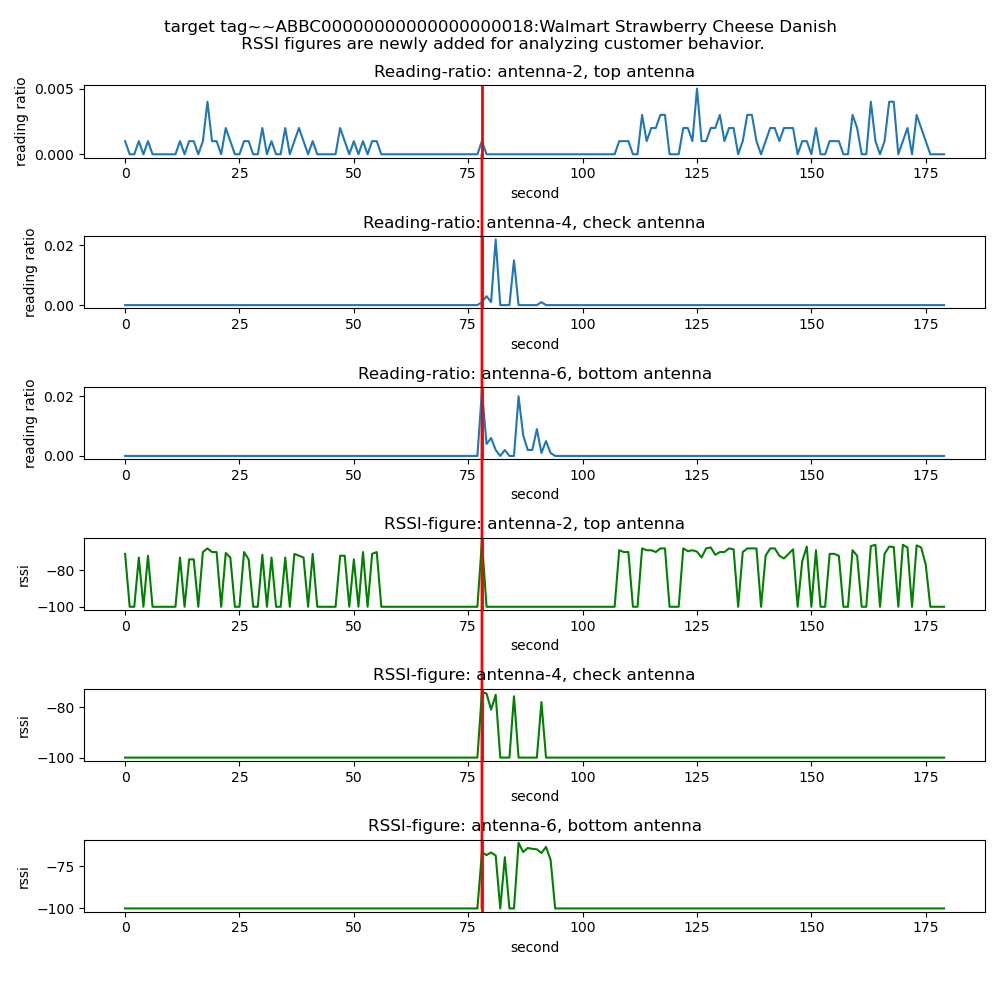 target tag~~ABBC00000000000000000018:Walmart Strawberry Cheese Danish
RSSI figures are newly added for analyzing customer behavior.
Reading-ratio: antenna-2, top antenna
reading ratio
0.005
0.000
0 25 50 75 100 125 150 175
second
Reading-ratio: antenna-4, check antenna
reading ratio
0.02
0.00
0 25 50 75 100 125 150 175
second
Reading-ratio: antenna-6, bottom antenna
reading ratio
0.02
0.00
0 25 50 75 100 125 150 175
second
RSSI-figure: antenna-2, top antenna
rssi
−80
−100
0 25 50 75 100 125 150 175
second
RSSI-figure: antenna-4, check antenna
rssi
−80
−100
0 25 50 75 100 125 150 175
second
RSSI-figure: antenna-6, bottom antenna
rssi
−75
−100
0 25 50 75 100 125 150 175
second